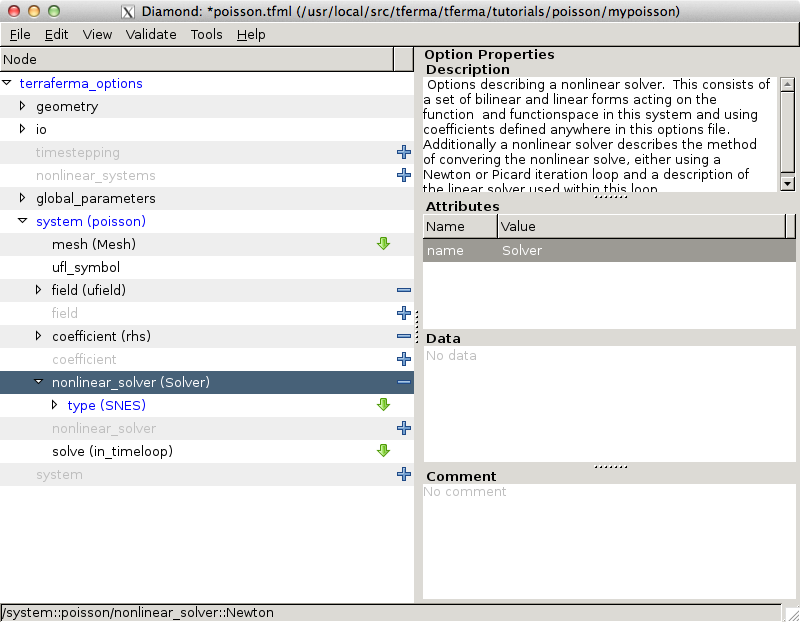 Diamond: *poisson.tfml (/usr/local/src/tferma/tferma/tutorials/poisson/mypoisson)
File Edit View Validate Tools Help
Node
terraferma_options
geometry
io
timestepping
nonlinear_systems
global_parameters
system (poisson)
mesh (Mesh)
ufl_symbol
field (ufield)
field
coefficient (rhs)
coefficient
nonlinear_solver (Solver)
type (SNES)
nonlinear_solver
solve (in_timeloop)
system
Option Properties
Description
Options describing a nonlinear solver.  This consists of
a set of bilinear and linear forms acting on the
function  and functionspace in this system and using
coefficients defined anywhere in this options file.
Additionally a nonlinear solver describes the method
of convering the nonlinear solve, either using a
Newton or Picard iteration loop and a description of
the linear solver used within this loop
Attributes
Name Value
name Solver
Data
No data
Comment
No comment
/system::poisson/nonlinear_solver::Newton